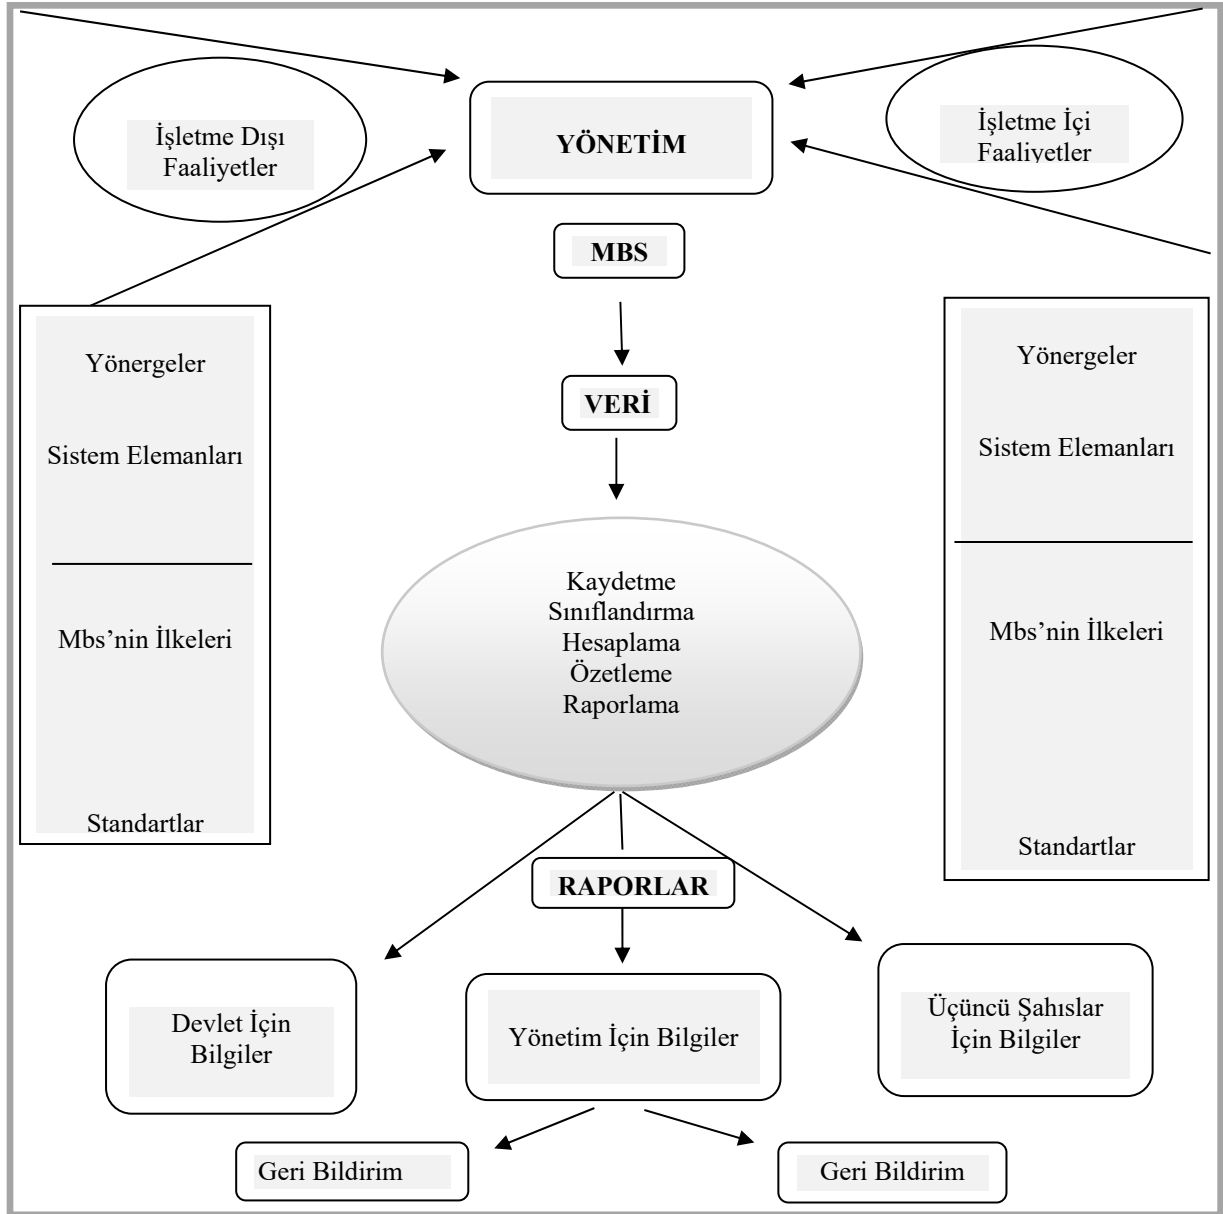 İşletme Dışı
Faaliyetler
YÖNETİM
İşletme İçi
Faaliyetler
MBS
Yönergeler
Sistem Elemanları
Mbs’nin İlkeleri
Standartlar
VERİ
Yönergeler
Sistem Elemanları
Mbs’nin İlkeleri
Standartlar
Kaydetme
Sınıflandırma
Hesaplama
Özetleme
Raporlama
RAPORLAR
Devlet İçin
Bilgiler
Yönetim İçin Bilgiler
Üçüncü Şahıslar
İçin Bilgiler
Geri Bildirim
Geri Bildirim